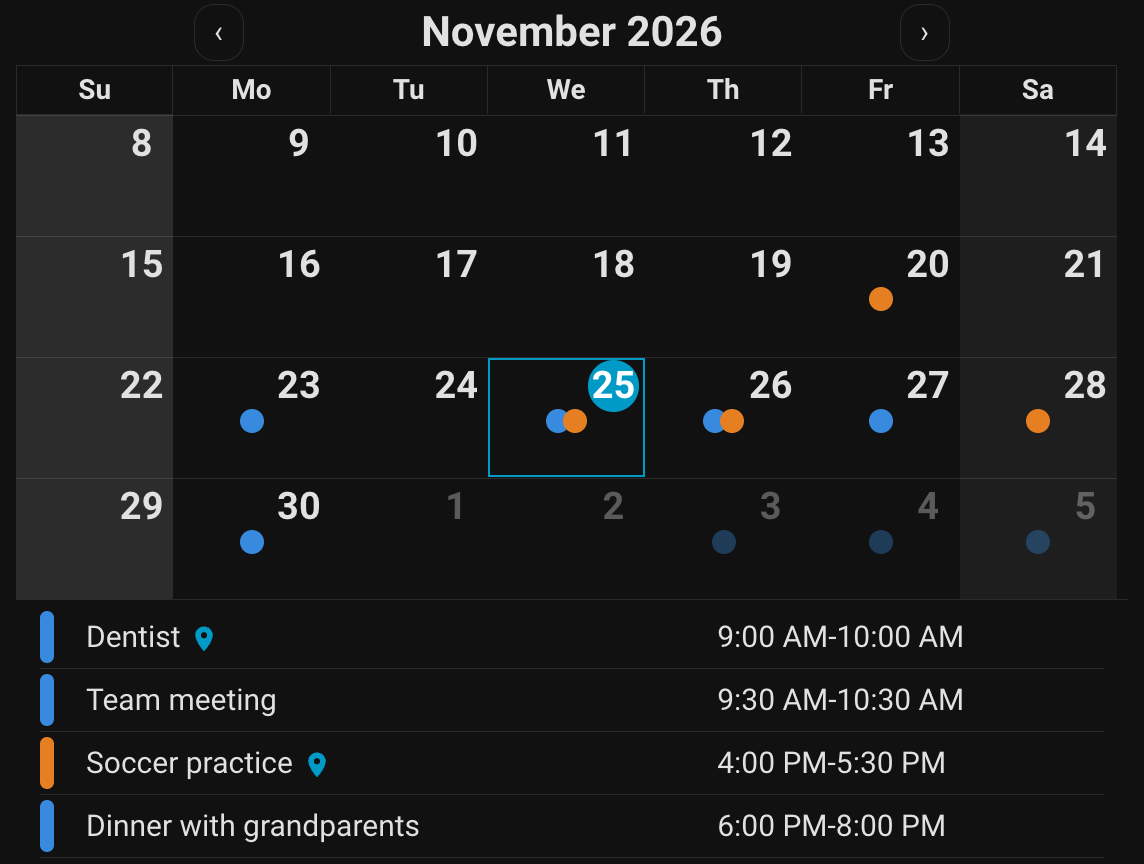 ‹ November 2026 ›
Su Mo Tu We Th Fr Sa
8 9 10 11 12 13 14
15 16 17 18 19 20 21
22 23 24 25 26 27 28
29 30 1 2 3 4 5
Dentist 9:00 AM-10:00 AM
Team meeting 9:30 AM-10:30 AM
Soccer practice 4:00 PM-5:30 PM
Dinner with grandparents 6:00 PM-8:00 PM